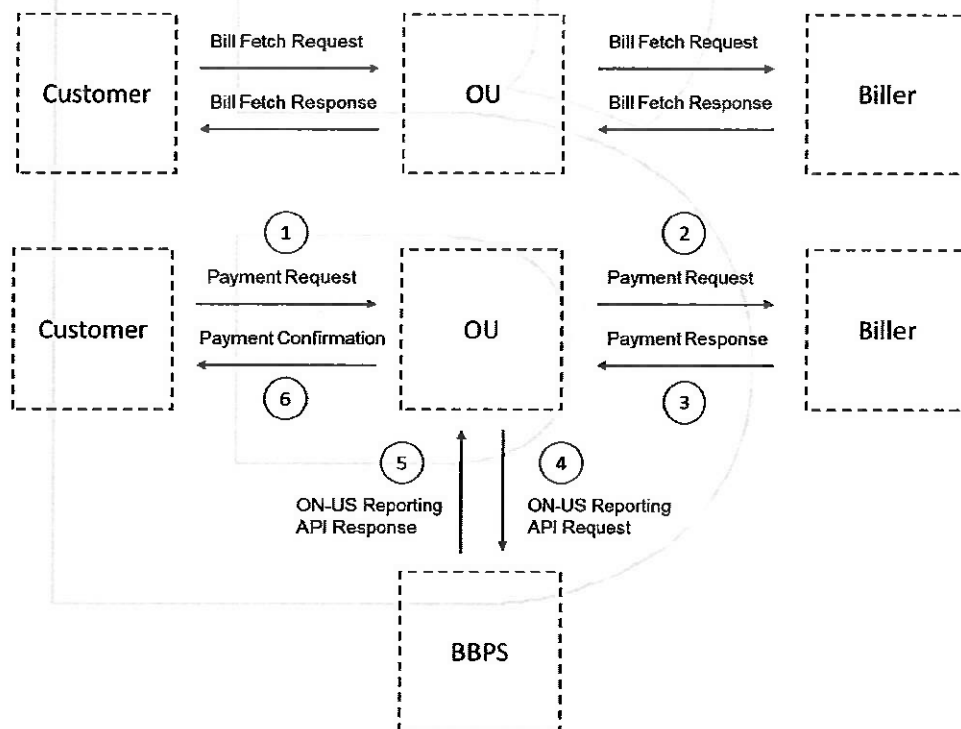 Bill Fetch Request
Bill Fetch Request
Customer
OU
Biller
Bill Fetch Response
Bill Fetch Response
1
2
Payment Request
Payment Request
Customer
OU
Biller
Payment Confirmation
Payment Response
6
3
5
4
ON-US Reporting
API Response
ON-US Reporting
API Request
BBPS